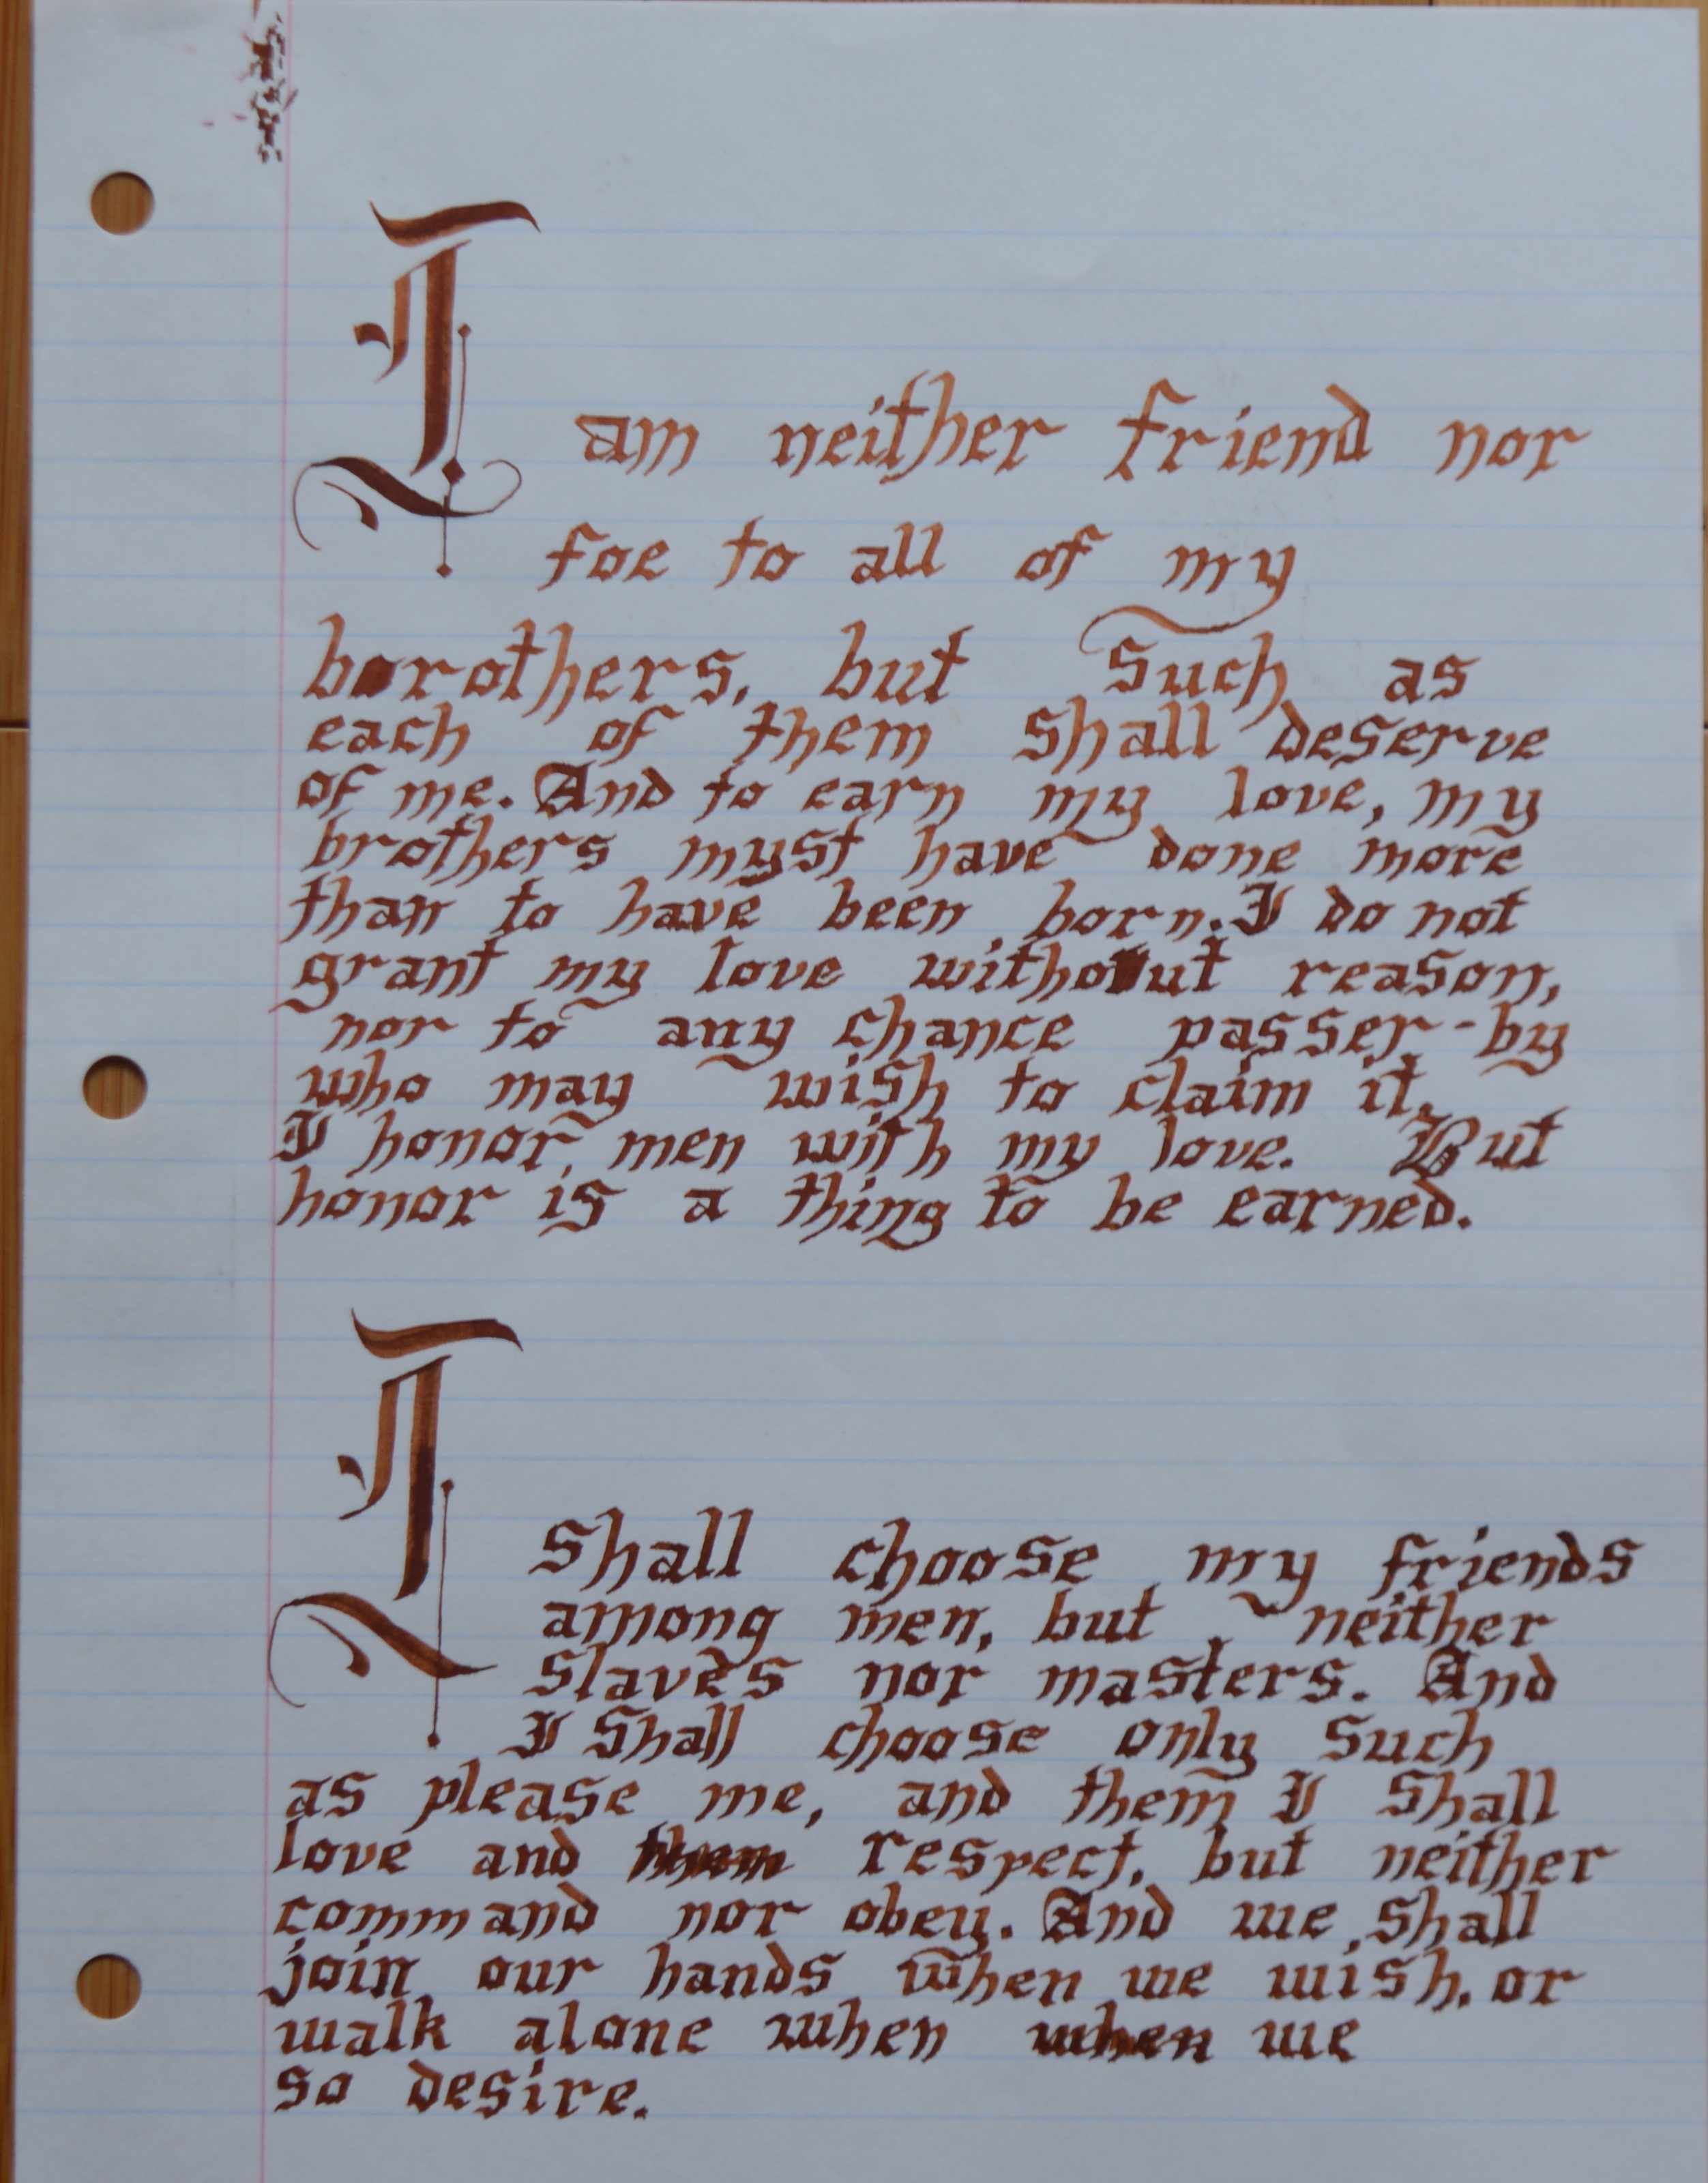 I am neither friend nor
foe to all of my
brothers, but such as
each of them shall deserve
of me. And to earn my love, my
brothers myst have done more
than to have been born. I do not
grant my love without reason,
nor to any chance passer-by
who may wish to claim it.
I honor men with my love. But
honor is a thing to be earned.
I shall choose my friends
among men, but neither
slaves nor masters. And
I shall choose only such
as please me, and them I shall
love and respect, but neither
command nor obey. And we shall
join our hands when we wish, or
walk alone when we
so desire.